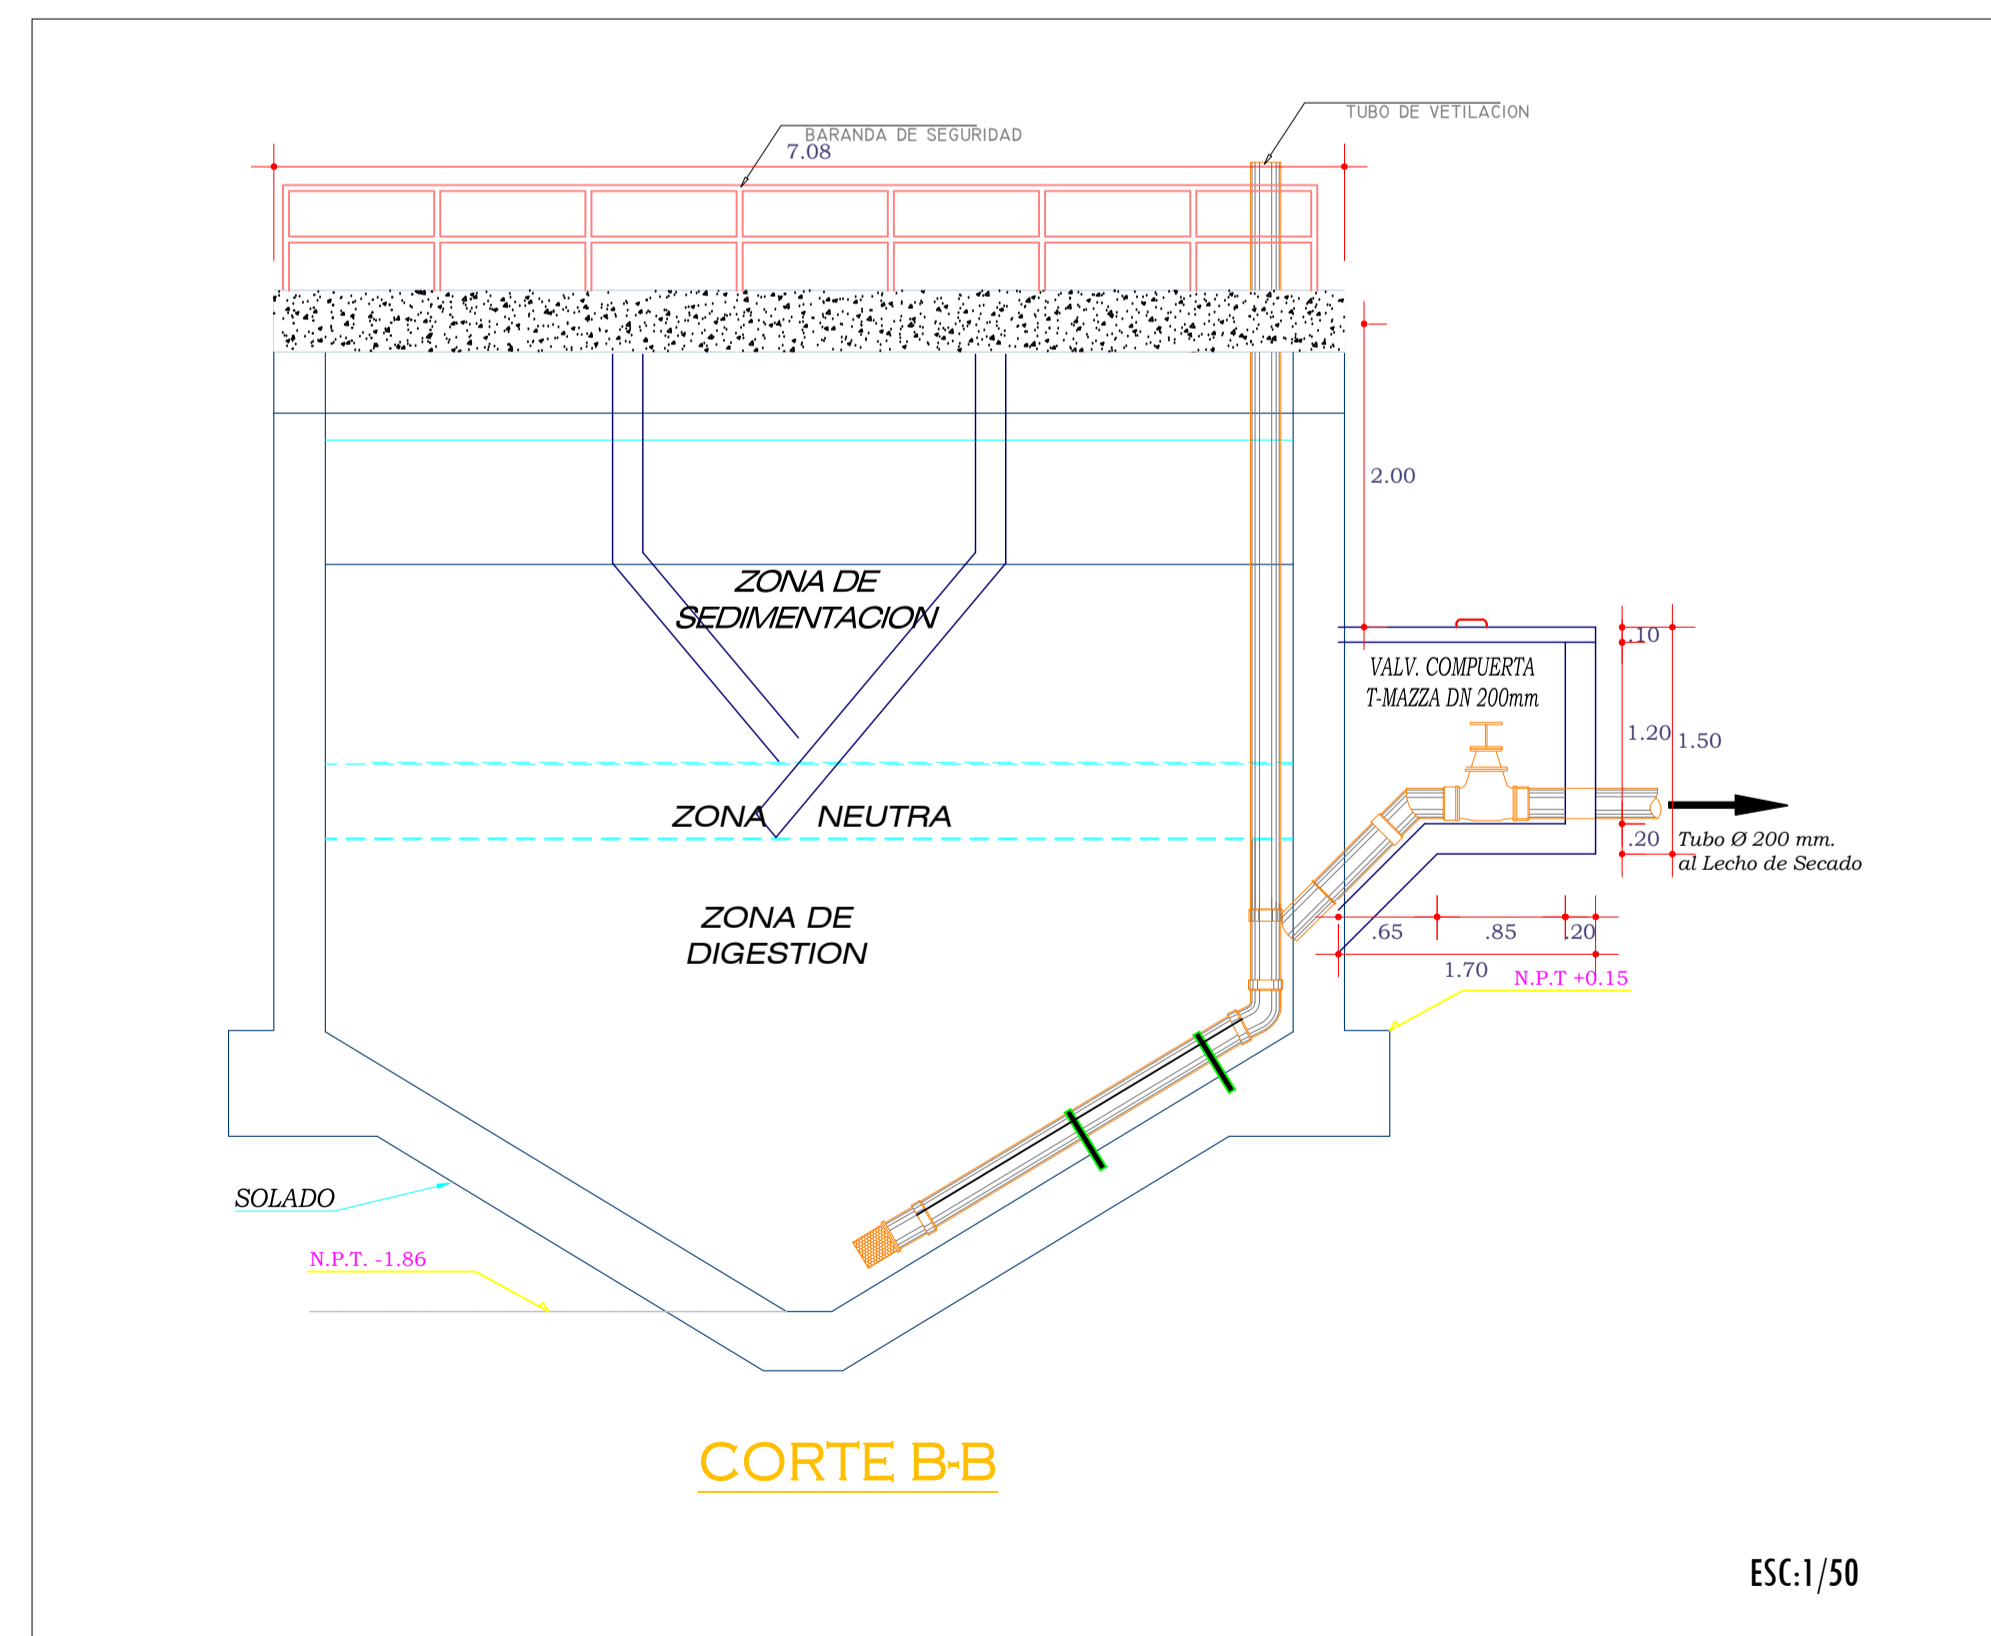 TUBO DE VETILACION
BARANDA DE SEGURIDAD
7.08
2.00
ZONA DE
SEDIMENTACION
.10
VALV. COMPUERTA
T-MAZZA DN 200mm
1.20
1.50
ZONA NEUTRA
.20
Tubo Ø 200 mm.
al Lecho de Secado
ZONA DE
DIGESTION
.65
.85
.20
1.70
N.P.T +0.15
SOLADO
N.P.T. -1.86
CORTE B-B
ESC:1/50